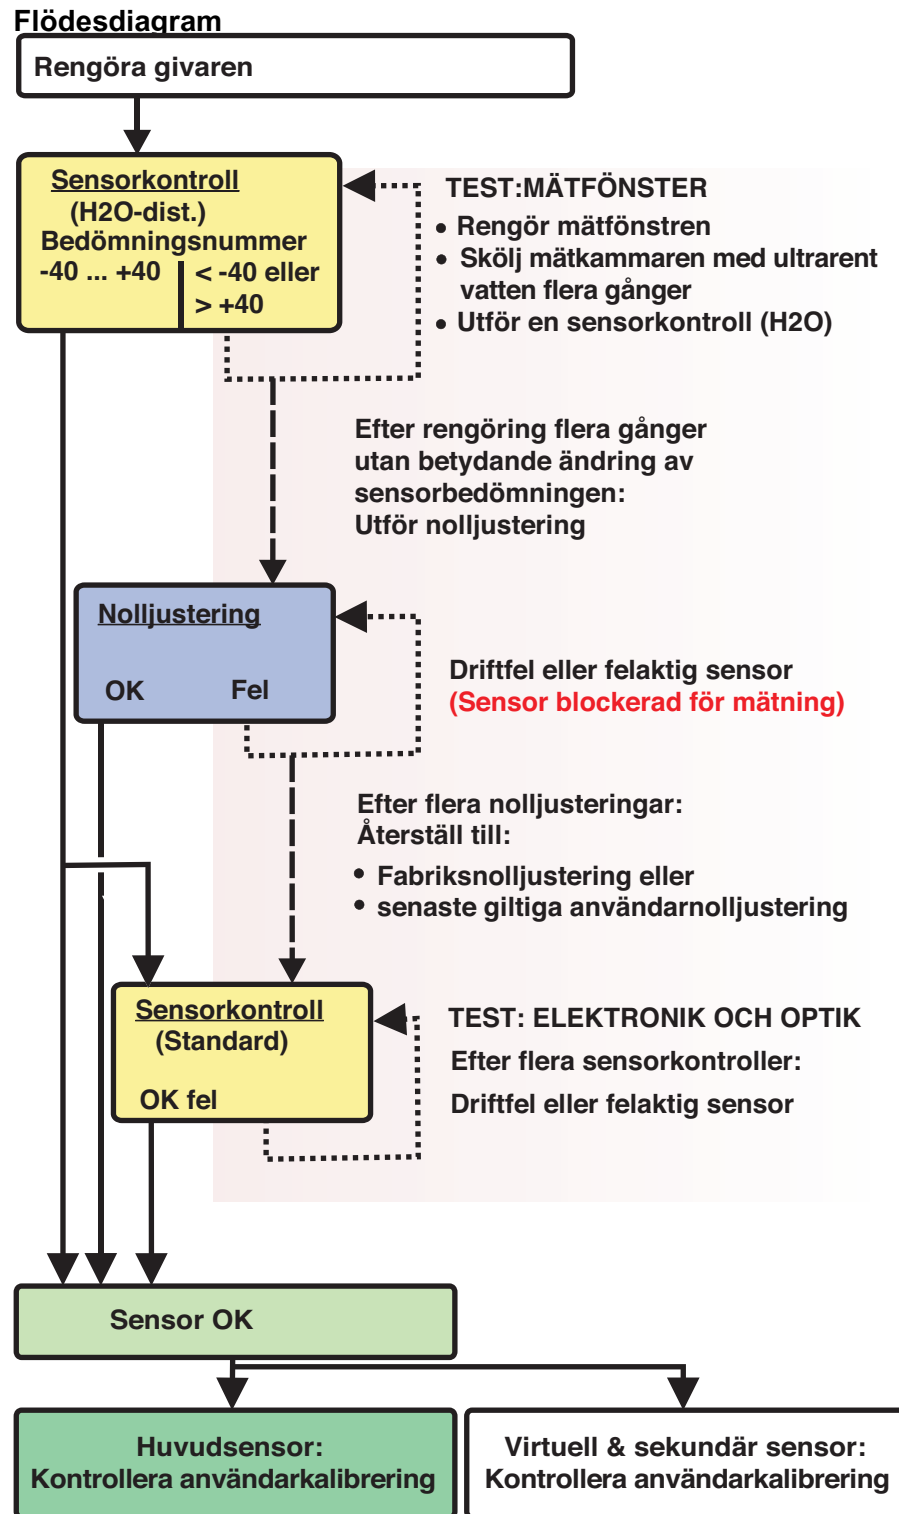 Flödesdiagram
Rengöra givaren
Sensorkontroll
(H2O-dist.)
Bedömningsnummer
-40 ... +40
< -40 eller
> +40
TEST:MÄTFÖNSTER
• Rengör mätfönstren
• Skölj mätkammaren med ultrarent
vatten flera gånger
• Utför en sensorkontroll (H2O)
Efter rengöring flera gånger
utan betydande ändring av
sensorbedömningen:
Utför nolljustering
Nolljustering
OK Fel
Driftfel eller felaktig sensor
(Sensor blockerad för mätning)
Efter flera nolljusteringar:
Återställ till:
• Fabriksnolljustering eller
• senaste giltiga användarnolljustering
Sensorkontroll
(Standard)
OK fel
TEST: ELEKTRONIK OCH OPTIK
Efter flera sensorkontroller:
Driftfel eller felaktig sensor
Sensor OK
Huvudsensor:
Kontrollera användarkalibrering
Virtuell & sekundär sensor:
Kontrollera användarkalibrering